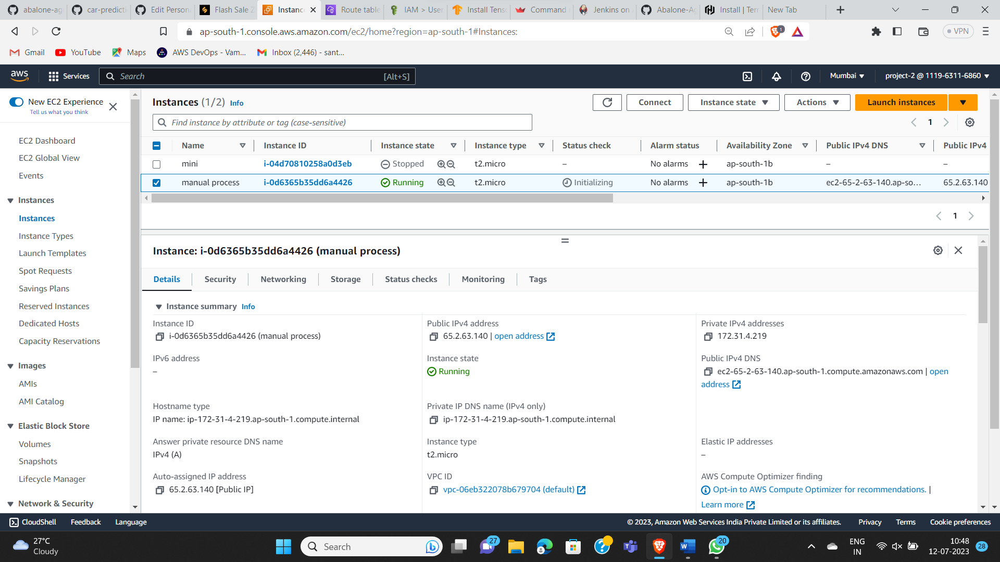 abalone-ag
car-predicti
Edit Persona
Flash Sale Z
Instanc
Route table
IAM > User
Install Tens
Command
Jenkins on
Abalone-Ag
Install | Terr
New Tab
ap-south-1.console.aws.amazon.com/ec2/home?region=ap-south-1#Instances:
1
VPN
Gmail
YouTube
Maps
AWS DevOps - Vam...
Inbox (2,446) - sant...
aws
Services
Search
[Alt+S]
Mumbai
project-2 @ 1119-6311-6860
New EC2 Experience
Tell us what you think
EC2 Dashboard
EC2 Global View
Events
Instances
Instances
Instance Types
Launch Templates
Spot Requests
Savings Plans
Reserved Instances
Dedicated Hosts
Capacity Reservations
Images
AMIs
AMI Catalog
Elastic Block Store
Volumes
Snapshots
Lifecycle Manager
Network & Security
Instances (1/2) Info
Connect
Instance state
Actions
Launch instances
Find instance by attribute or tag (case-sensitive)
1
Name Instance ID Instance state Instance type Status check Alarm status Availability Zone Public IPv4 DNS Public IPv4
mini i-04d70810258a0d3eb Stopped t2.micro – No alarms + ap-south-1b – –
manual process i-0d6365b35dd6a4426 Running t2.micro Initializing No alarms + ap-south-1b ec2-65-2-63-140.ap-so... 65.2.63.140
1
Instance: i-0d6365b35dd6a4426 (manual process)
Details Security Networking Storage Status checks Monitoring Tags
Instance summary Info
Instance ID
i-0d6365b35dd6a4426 (manual process)
Public IPv4 address
65.2.63.140 | open address
Private IPv4 addresses
172.31.4.219
IPv6 address
–
Instance state
Running
Public IPv4 DNS
ec2-65-2-63-140.ap-south-1.compute.amazonaws.com | open
address
Hostname type
IP name: ip-172-31-4-219.ap-south-1.compute.internal
Private IP DNS name (IPv4 only)
ip-172-31-4-219.ap-south-1.compute.internal
Answer private resource DNS name
IPv4 (A)
Instance type
t2.micro
Elastic IP addresses
–
Auto-assigned IP address
65.2.63.140 [Public IP]
VPC ID
vpc-06eb322078b679704 (default)
AWS Compute Optimizer finding
Opt-in to AWS Compute Optimizer for recommendations. |
Learn more
CloudShell
Feedback
Language
© 2023, Amazon Web Services India Private Limited or its affiliates.
Privacy
Terms
Cookie preferences
27°C
Cloudy
Search
27
20
ENG
IN
10:48
12-07-2023
28